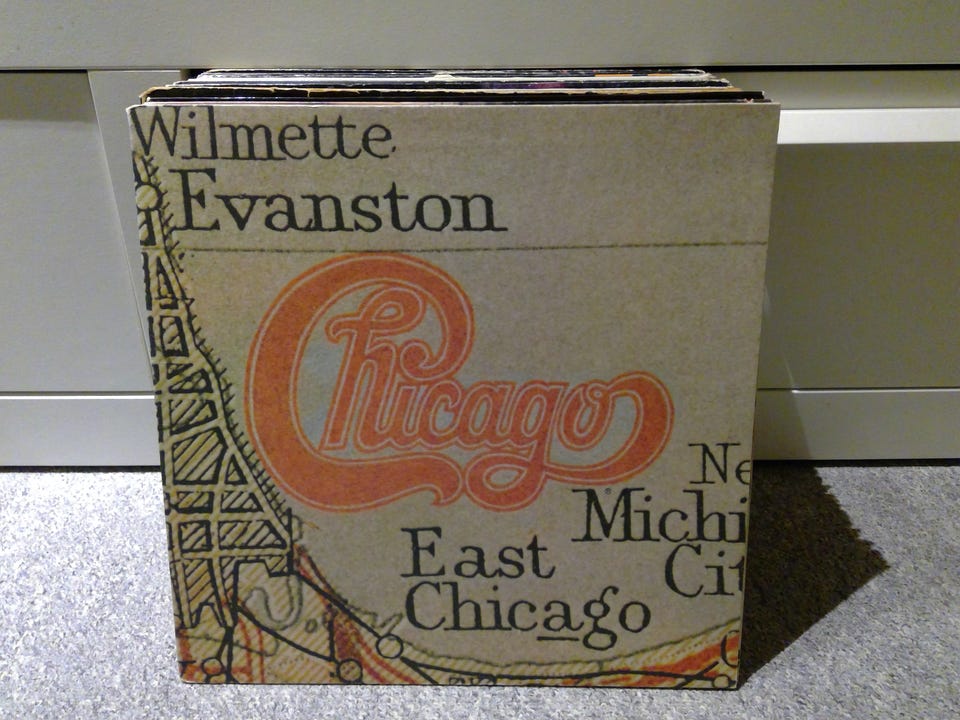 Wilmette
Evanston
Chicago
Ne
Michi
Cit
East
Chicago